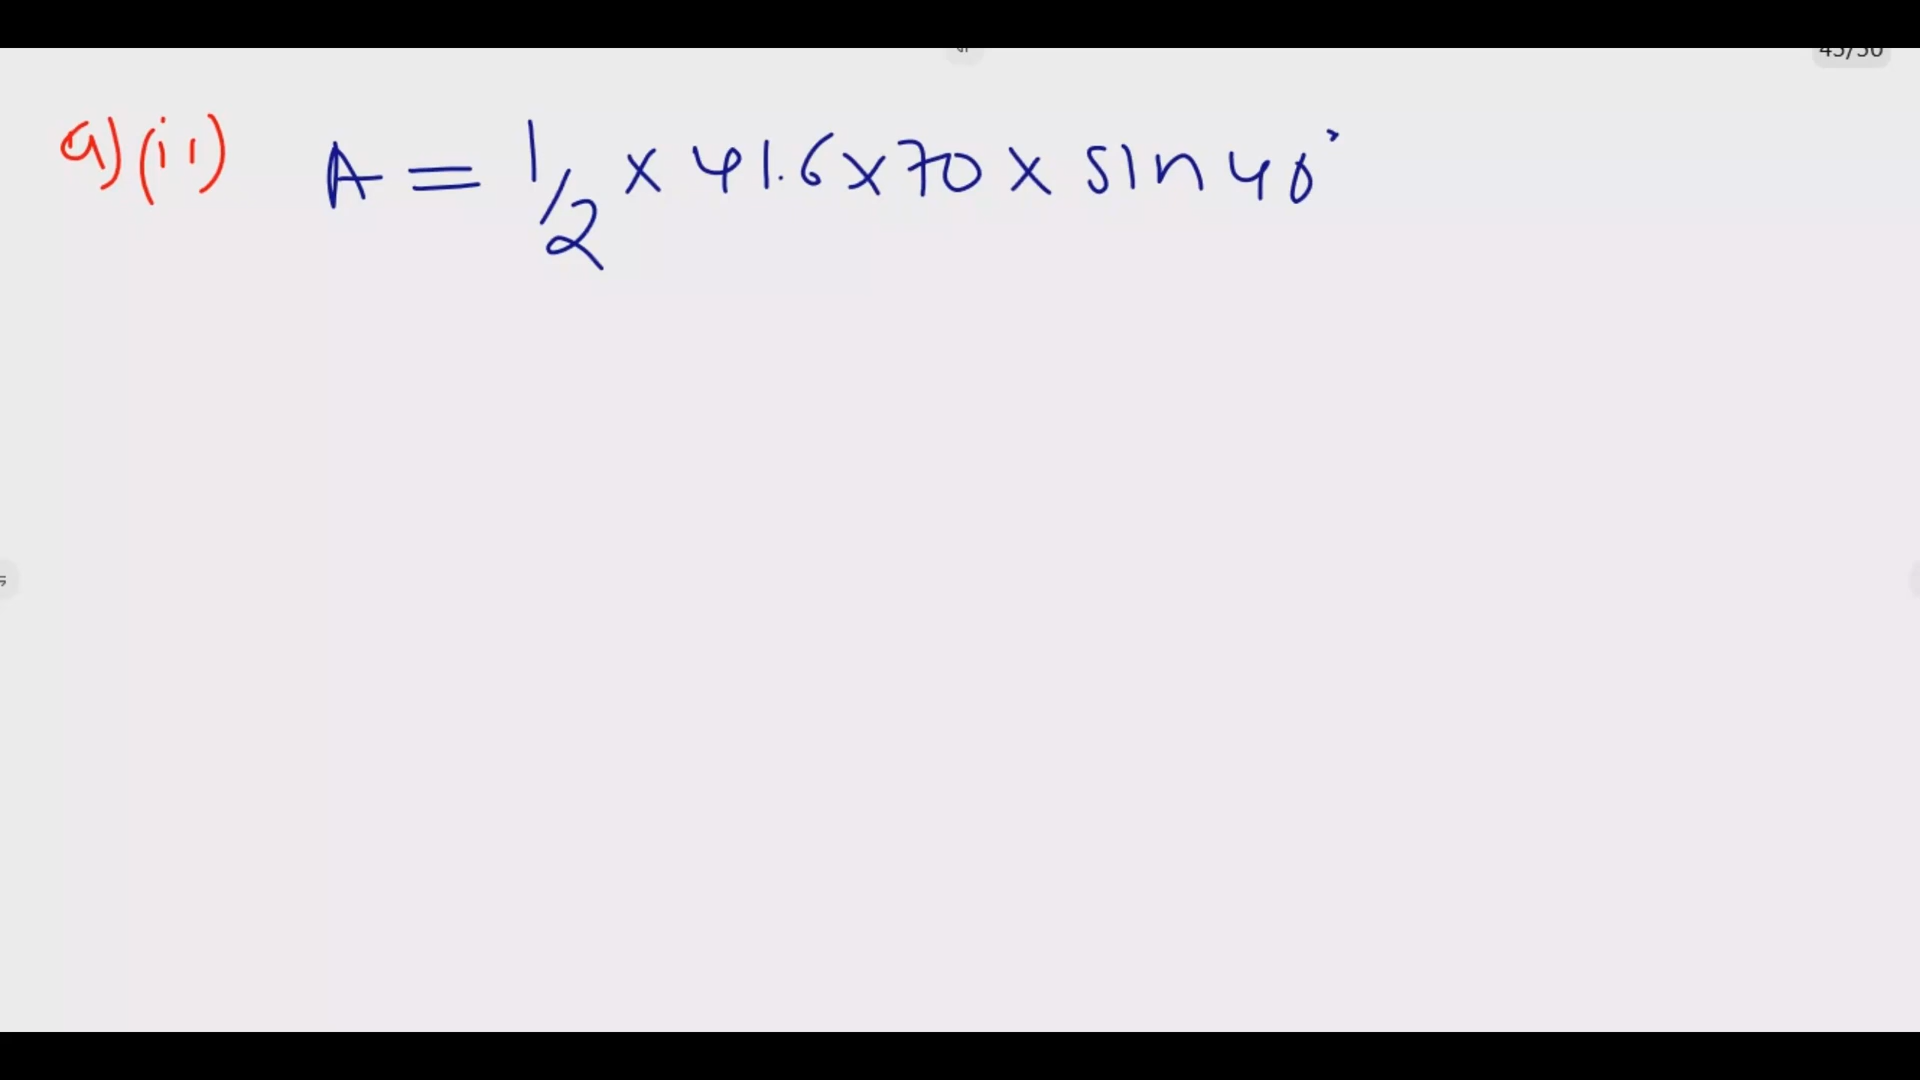 a)(ii) A = 1/2 x 41.6 x 70 x sin 40°